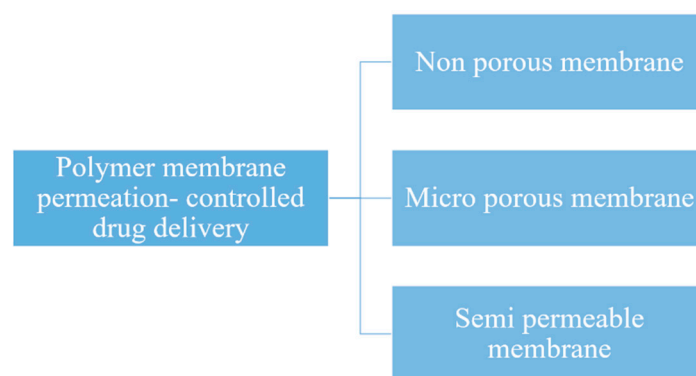 Non porous membrane
Polymer membrane
permeation- controlled
drug delivery
Micro porous membrane
Semi permeable
membrane